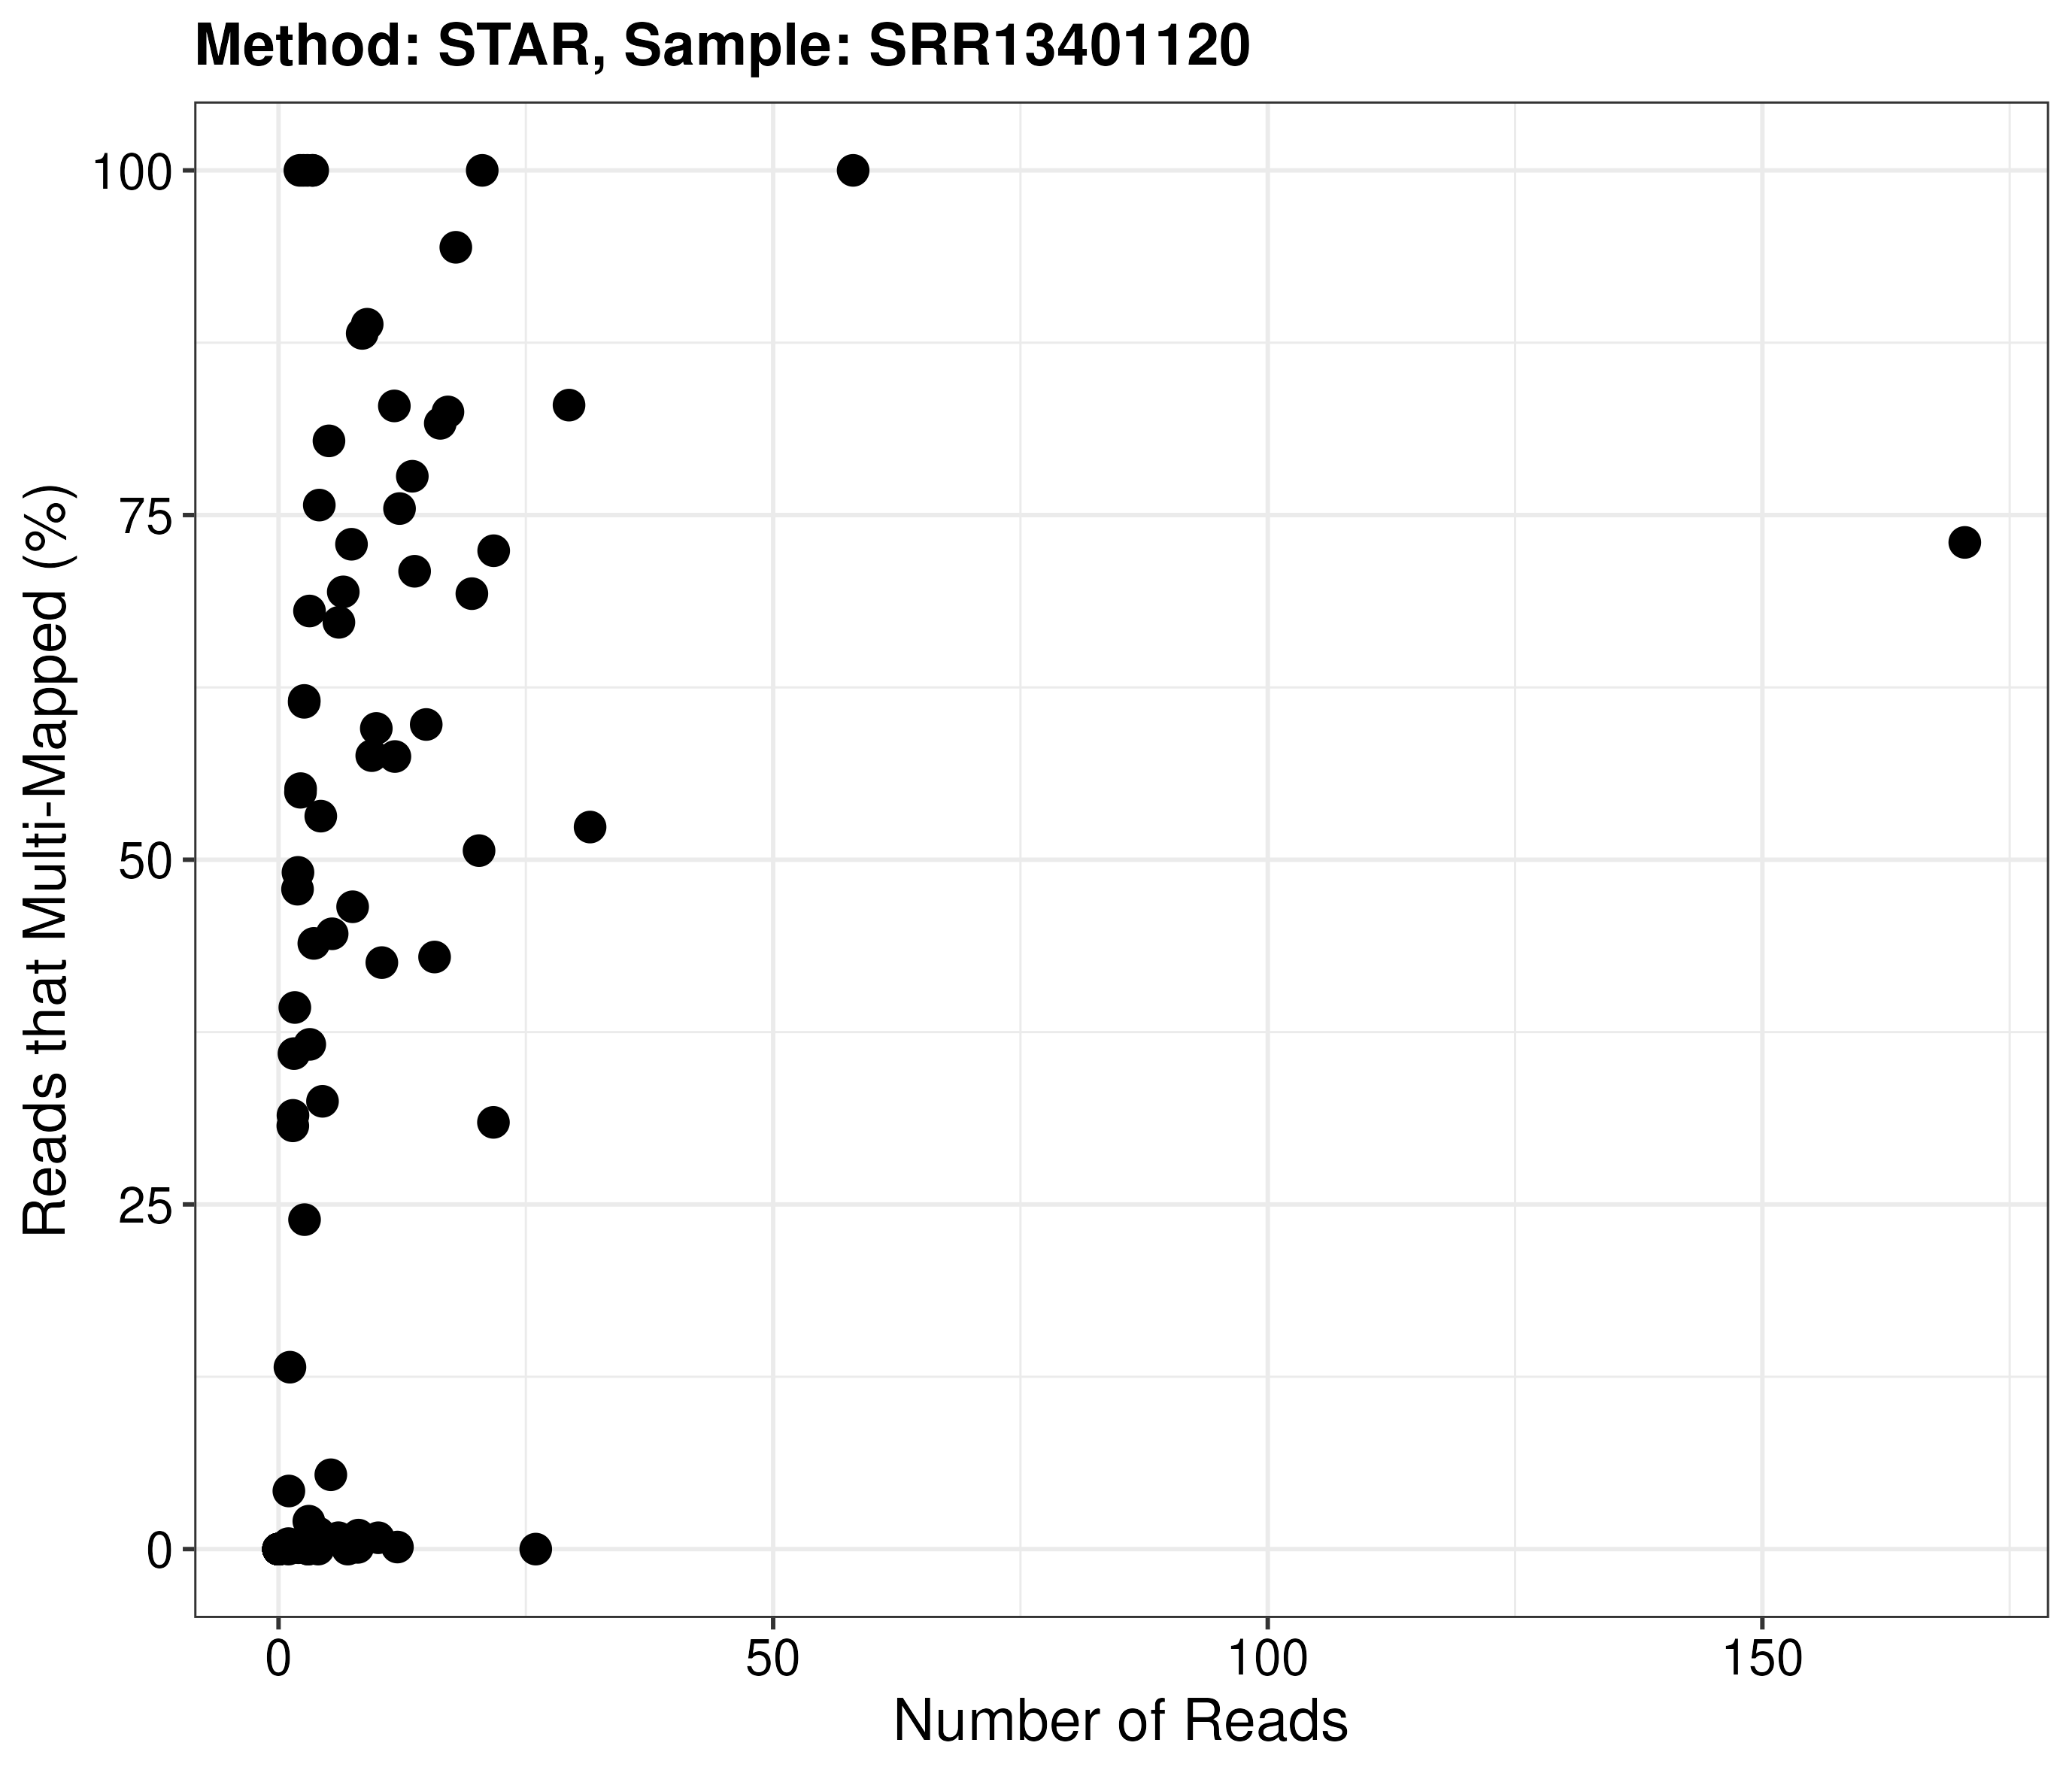 Method: STAR, Sample: SRR13401120
Reads that Multi-Mapped (%)
100
75
50
25
0
0 50 100 150
Number of Reads